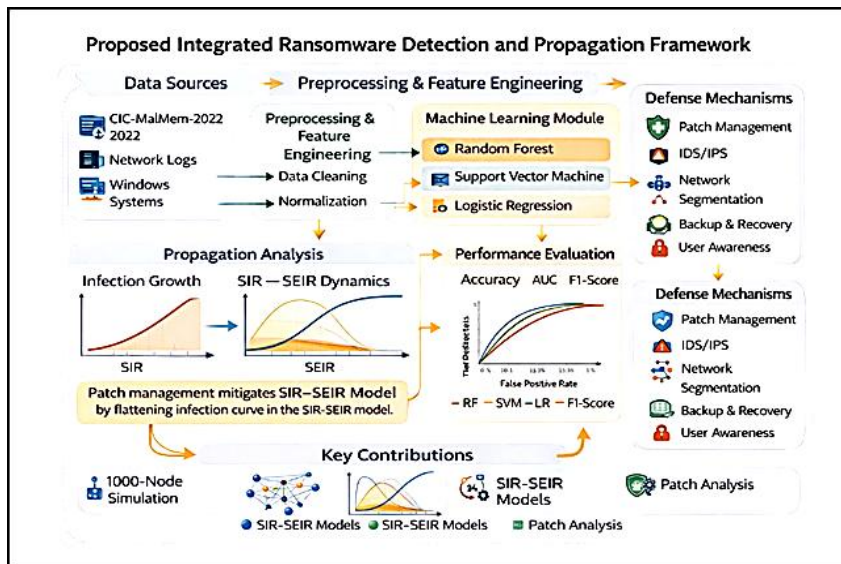 Proposed Integrated Ransomware Detection and Propagation Framework
Data Sources
Preprocessing & Feature Engineering
CIC-MalMem-2022
2022
Network Logs
Windows
Systems
Preprocessing &
Feature
Engineering
Data Cleaning
Normalization
Machine Learning Module
Random Forest
Support Vector Machine
Logistic Regression
Defense Mechanisms
Patch Management
IDS/IPS
Network
Segmentation
Backup & Recovery
User Awareness
Propagation Analysis
Infection Growth
SIR
SIR — SEIR Dynamics
SEIR
Patch management mitigates SIR–SEIR Model
by flattening infection curve in the SIR-SEIR model.
Performance Evaluation
Accuracy AUC F1-Score
False Positive Rate
RF SVM LR F1-Score
Defense Mechanisms
Patch Management
IDS/IPS
Network
Segmentation
Backup & Recovery
User Awareness
Key Contributions
1000-Node
Simulation
SIR-SEIR
Models
Patch Analysis
SIR-SEIR Models SIR-SEIR Models Patch Analysis